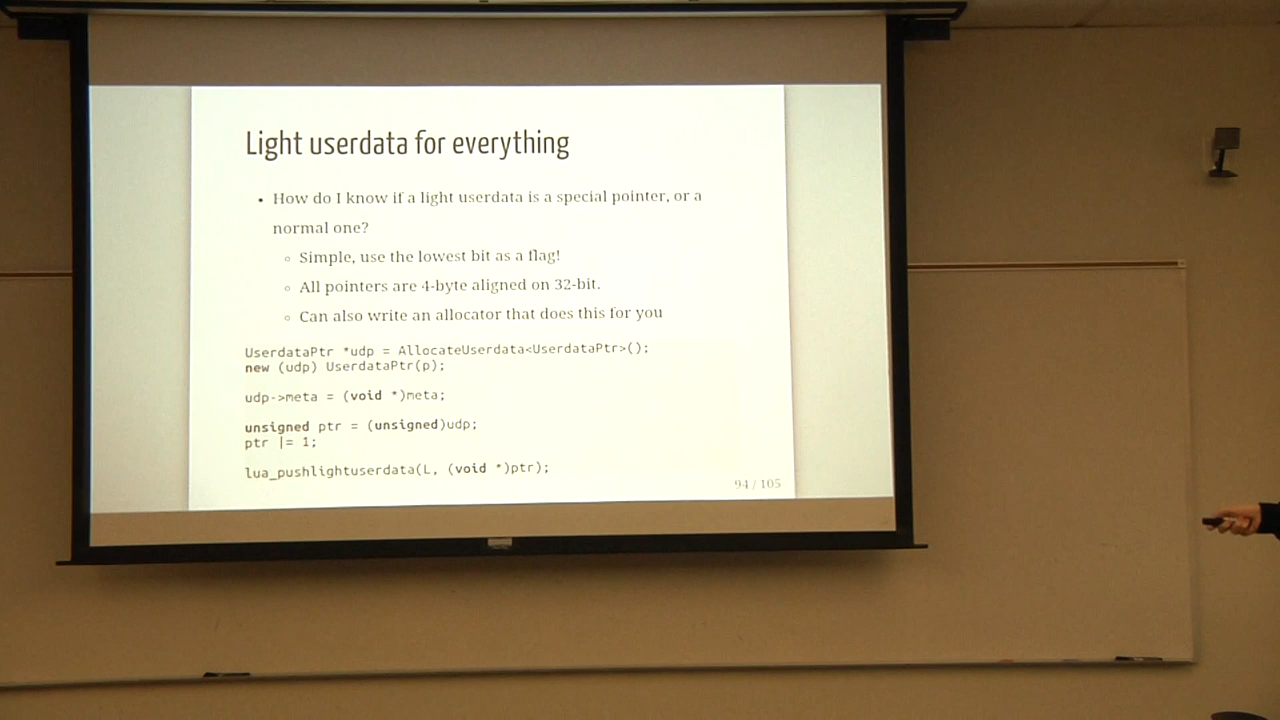 Light userdata for everything
• How do I know if a light userdata is a special pointer, or a
normal one?
◦ Simple, use the lowest bit as a flag!
◦ All pointers are 4-byte aligned on 32-bit.
◦ Can also write an allocator that does this for you
UserdataPtr *udp = AllocateUserdata<UserdataPtr>();
new (udp) UserdataPtr(p);
udp->meta = (void *)meta;
unsigned ptr = (unsigned)udp;
ptr |= 1;
lua_pushlightuserdata(L, (void *)ptr);
94 / 105